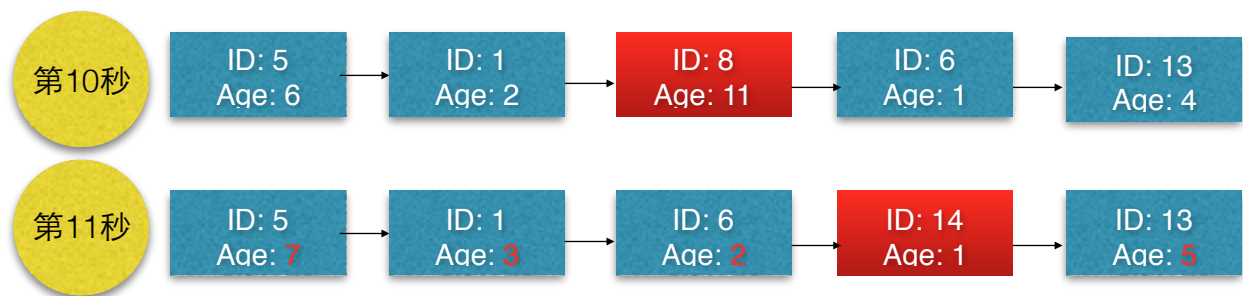 第10秒
ID: 5
Age: 6
ID: 1
Age: 2
ID: 8
Age: 11
ID: 6
Age: 1
ID: 13
Age: 4
第11秒
ID: 5
Age: 7
ID: 1
Age: 3
ID: 6
Age: 2
ID: 14
Age: 1
ID: 13
Age: 5